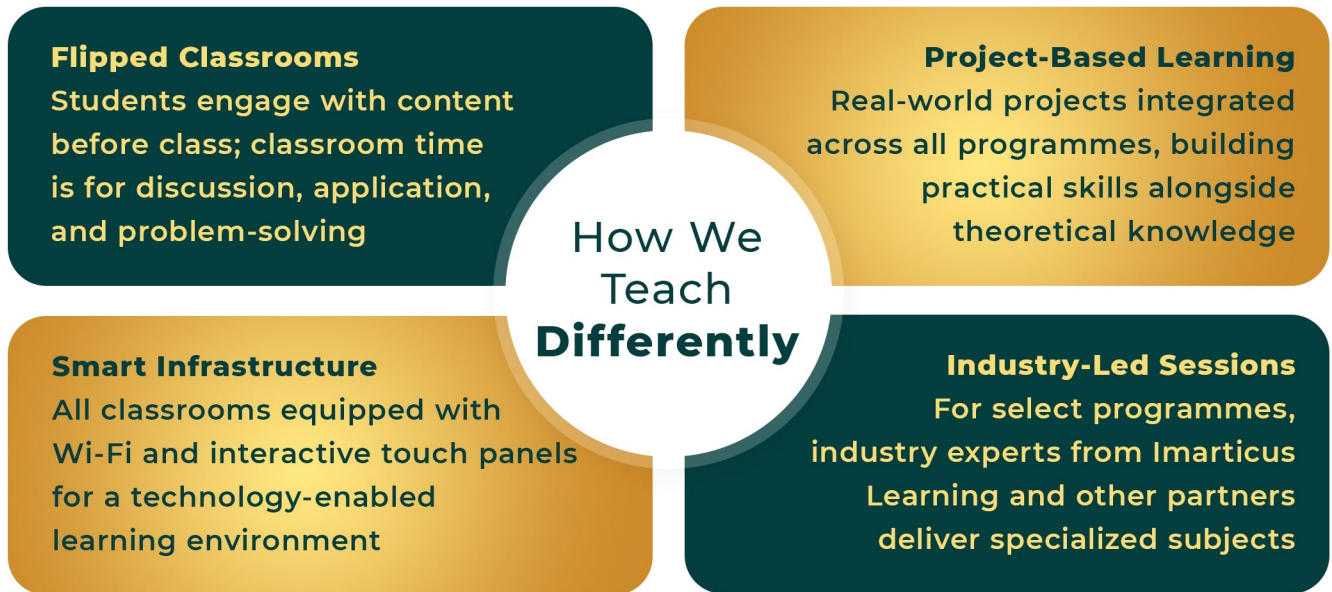 Flipped Classrooms
Students engage with content
before class; classroom time
is for discussion, application,
and problem-solving
Project-Based Learning
Real-world projects integrated
across all programmes, building
practical skills alongside
theoretical knowledge
How We
Teach
Differently
Smart Infrastructure
All classrooms equipped with
Wi-Fi and interactive touch panels
for a technology-enabled
learning environment
Industry-Led Sessions
For select programmes,
industry experts from Imarticus
Learning and other partners
deliver specialized subjects